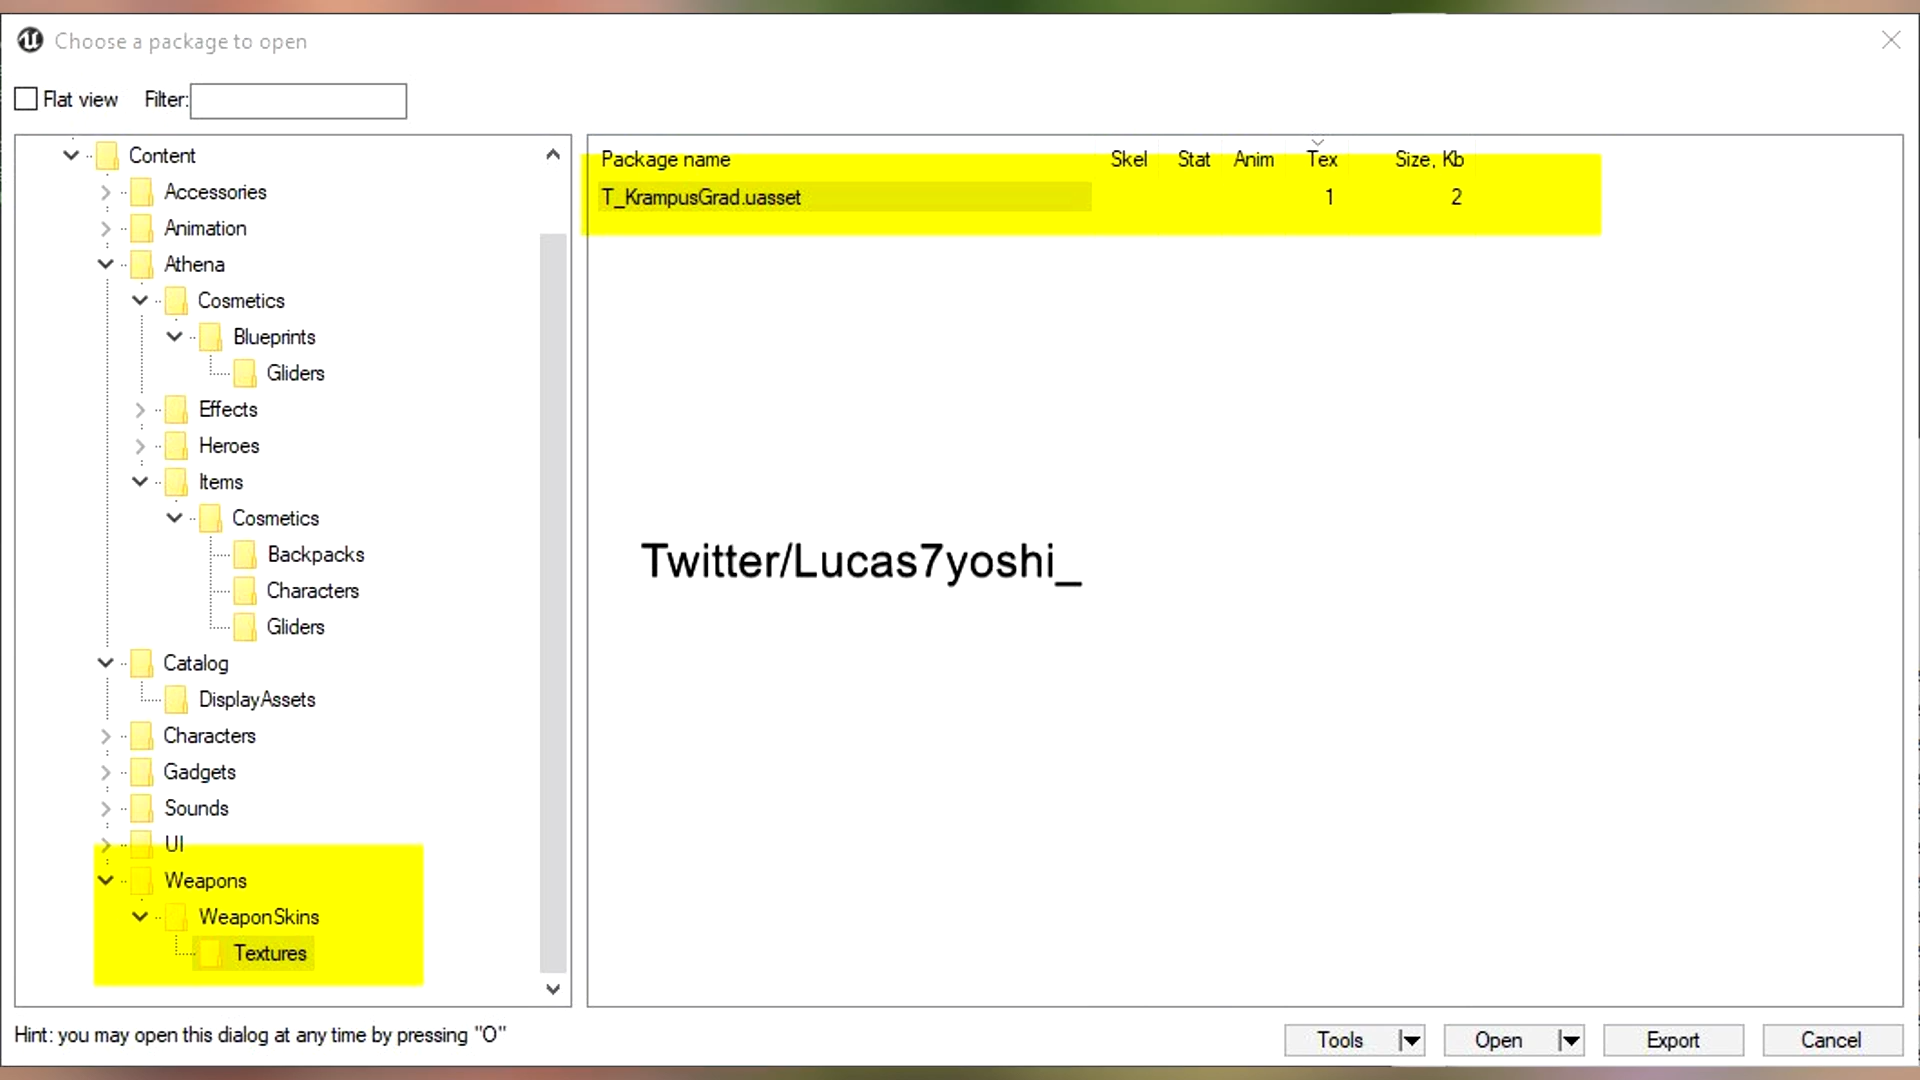 Choose a package to open
Flat view Filter:
Content
Accessories
Animation
Athena
Cosmetics
Blueprints
Gliders
Effects
Heroes
Items
Cosmetics
Backpacks
Characters
Gliders
Catalog
DisplayAssets
Characters
Gadgets
Sounds
UI
Weapons
WeaponSkins
Textures
Package name Skel Stat Anim Tex Size, Kb
T_KrampusGrad.uasset 1 2
Twitter/Lucas7yoshi_
Hint: you may open this dialog at any time by pressing "O"
Tools Open Export Cancel